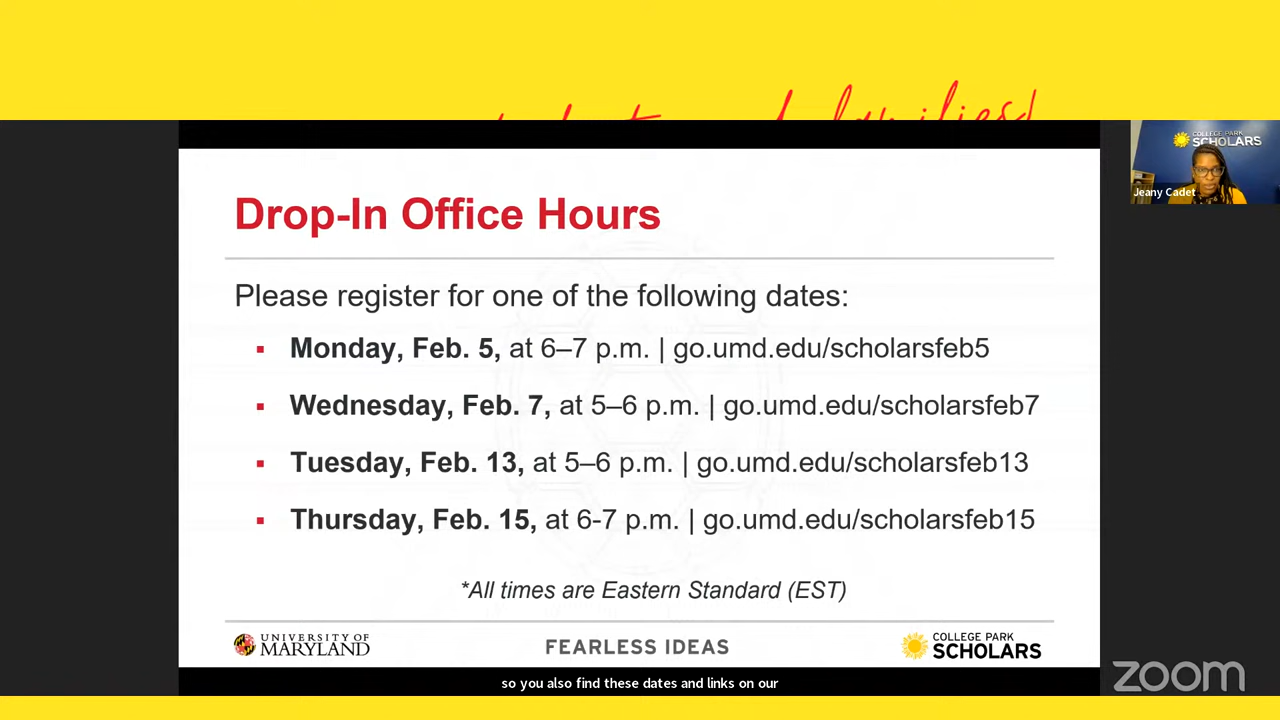 families!
COLLEGE PARK
SCHOLARS
Jeany Cadet
Drop-In Office Hours
Please register for one of the following dates:
▪ Monday, Feb. 5, at 6–7 p.m. | go.umd.edu/scholarsfeb5
▪ Wednesday, Feb. 7, at 5–6 p.m. | go.umd.edu/scholarsfeb7
▪ Tuesday, Feb. 13, at 5–6 p.m. | go.umd.edu/scholarsfeb13
▪ Thursday, Feb. 15, at 6-7 p.m. | go.umd.edu/scholarsfeb15
*All times are Eastern Standard (EST)
UNIVERSITY OF
MARYLAND
FEARLESS IDEAS
COLLEGE PARK
SCHOLARS
so you also find these dates and links on our
zoom